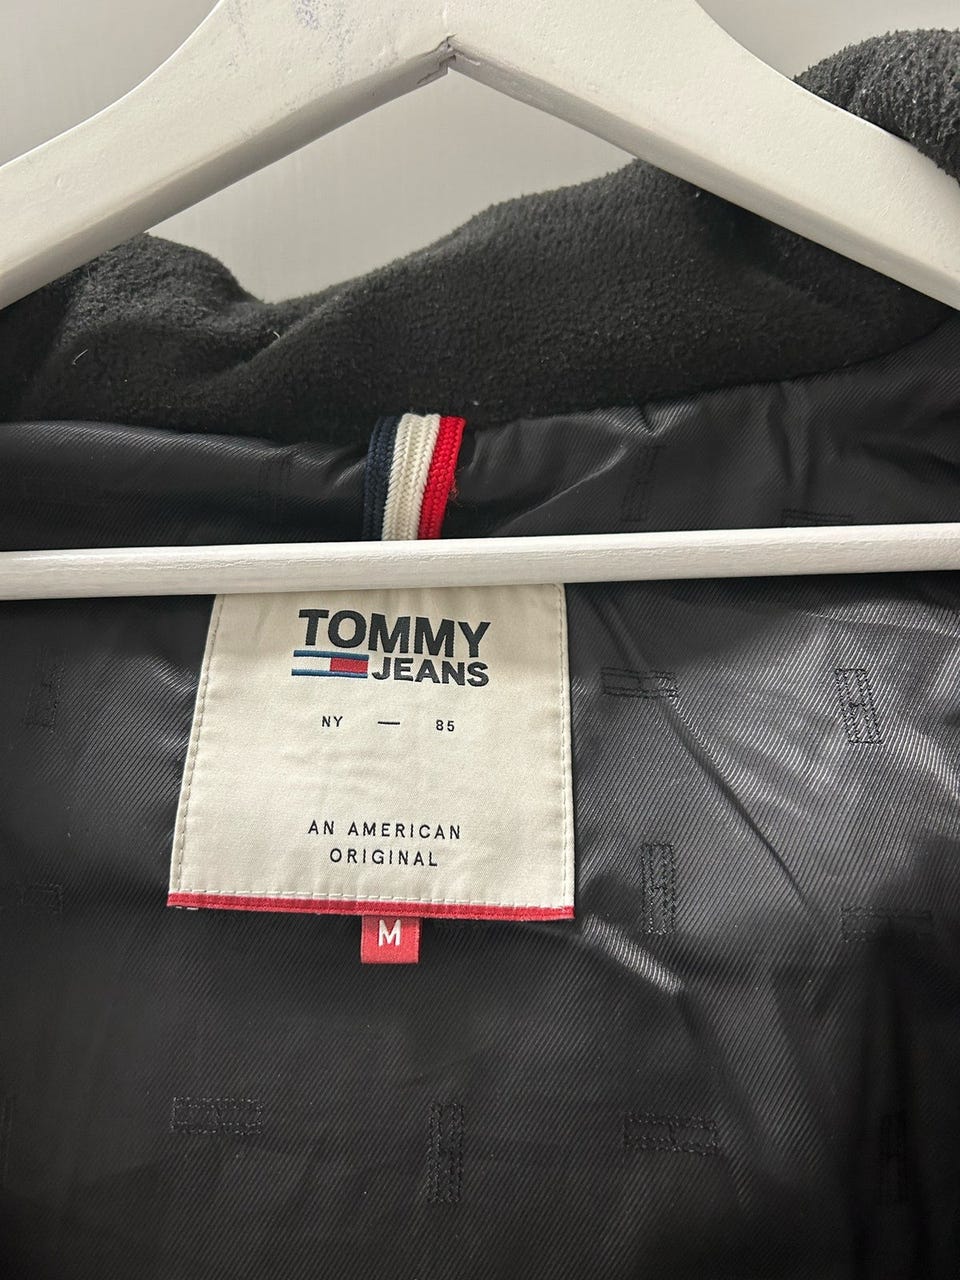 TOMMY
JEANS
NY — 85
AN AMERICAN
ORIGINAL
M